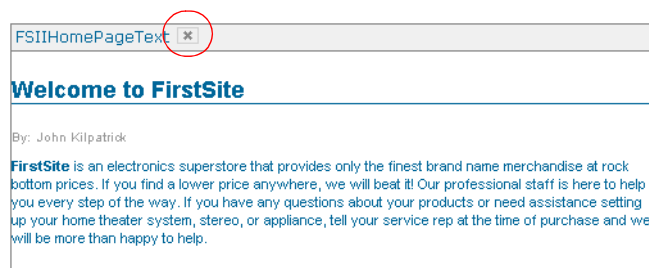 FSIIHomePageText
Welcome to FirstSite
By: John Kilpatrick
FirstSite is an electronics superstore that provides only the finest brand name merchandise at rock
bottom prices. If you find a lower price anywhere, we will beat it! Our professional staff is here to help
you every step of the way. If you have any questions about your products or need assistance setting
up your home theater system, stereo, or appliance, tell your service rep at the time of purchase and we
will be more than happy to help.